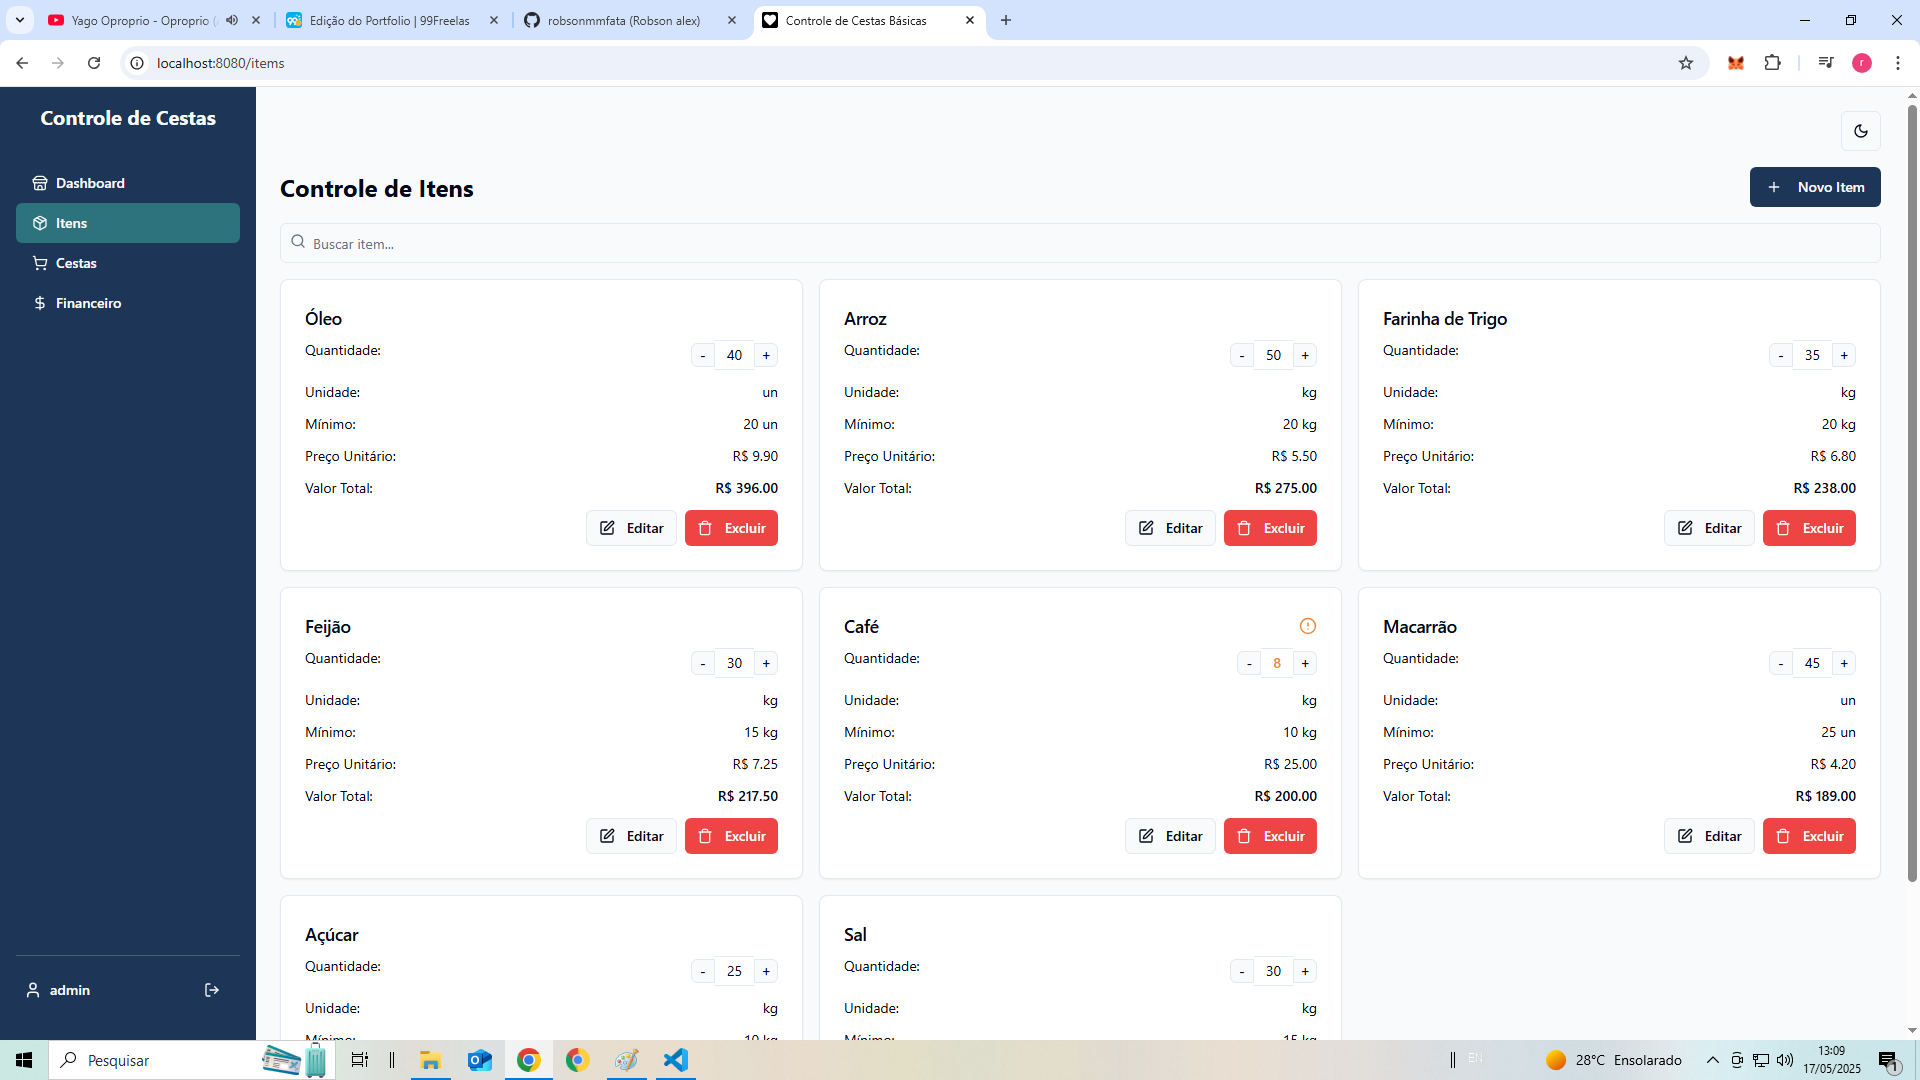 Yago Oproprio - Oproprio (
Edição do Portfolio | 99Freelas
robsonmmfata (Robson alex)
Controle de Cestas Básicas
localhost:8080/items
r
Controle de Cestas
Dashboard
Itens
Cestas
Financeiro
admin
Controle de Itens
+ Novo Item
Buscar item...
Óleo
Quantidade: - 40 +
Unidade: un
Mínimo: 20 un
Preço Unitário: R$ 9.90
Valor Total: R$ 396.00
Editar Excluir
Arroz
Quantidade: - 50 +
Unidade: kg
Mínimo: 20 kg
Preço Unitário: R$ 5.50
Valor Total: R$ 275.00
Editar Excluir
Farinha de Trigo
Quantidade: - 35 +
Unidade: kg
Mínimo: 20 kg
Preço Unitário: R$ 6.80
Valor Total: R$ 238.00
Editar Excluir
Feijão
Quantidade: - 30 +
Unidade: kg
Mínimo: 15 kg
Preço Unitário: R$ 7.25
Valor Total: R$ 217.50
Editar Excluir
Café
Quantidade: - 8 +
Unidade: kg
Mínimo: 10 kg
Preço Unitário: R$ 25.00
Valor Total: R$ 200.00
Editar Excluir
Macarrão
Quantidade: - 45 +
Unidade: un
Mínimo: 25 un
Preço Unitário: R$ 4.20
Valor Total: R$ 189.00
Editar Excluir
Açúcar
Quantidade: - 25 +
Unidade: kg
Mínimo: 10 kg
Sal
Quantidade: - 30 +
Unidade: kg
Mínimo: 15 kg
Pesquisar
EN
28°C Ensolarado
13:09
17/05/2025
1